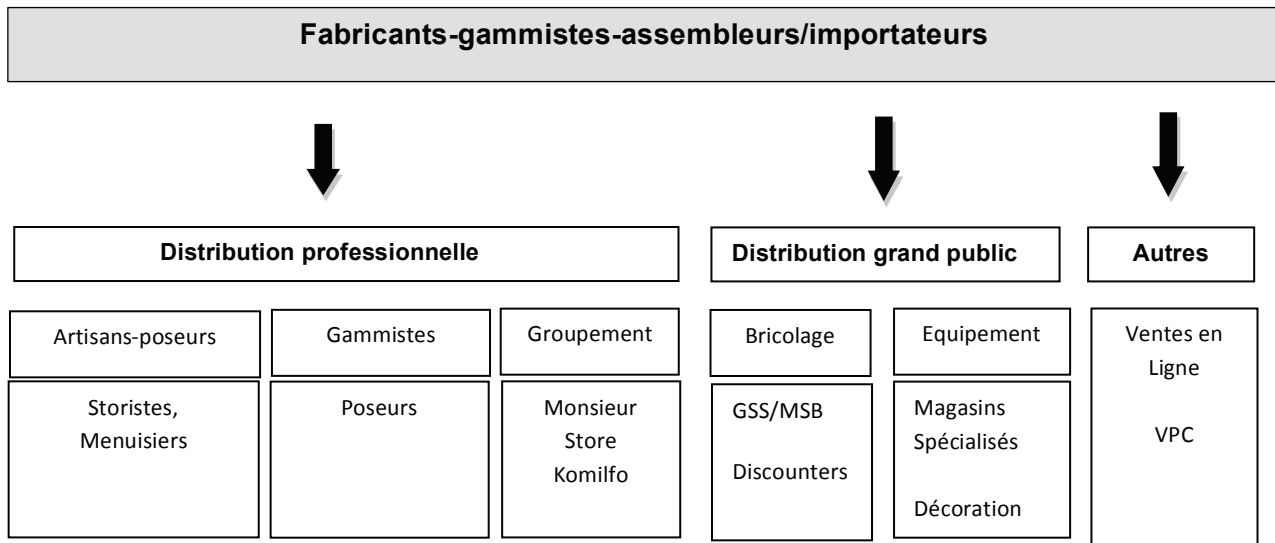 Fabricants-gammistes-assembleurs/importateurs
Distribution professionnelle
Distribution grand public
Autres
Artisans-poseurs
Gammistes
Groupement
Bricolage
Equipement
Ventes en
Ligne
VPC
Storistes,
Menuisiers
Poseurs
Monsieur
Store
Komilfo
GSS/MSB
Discounters
Magasins
Spécialisés
Décoration